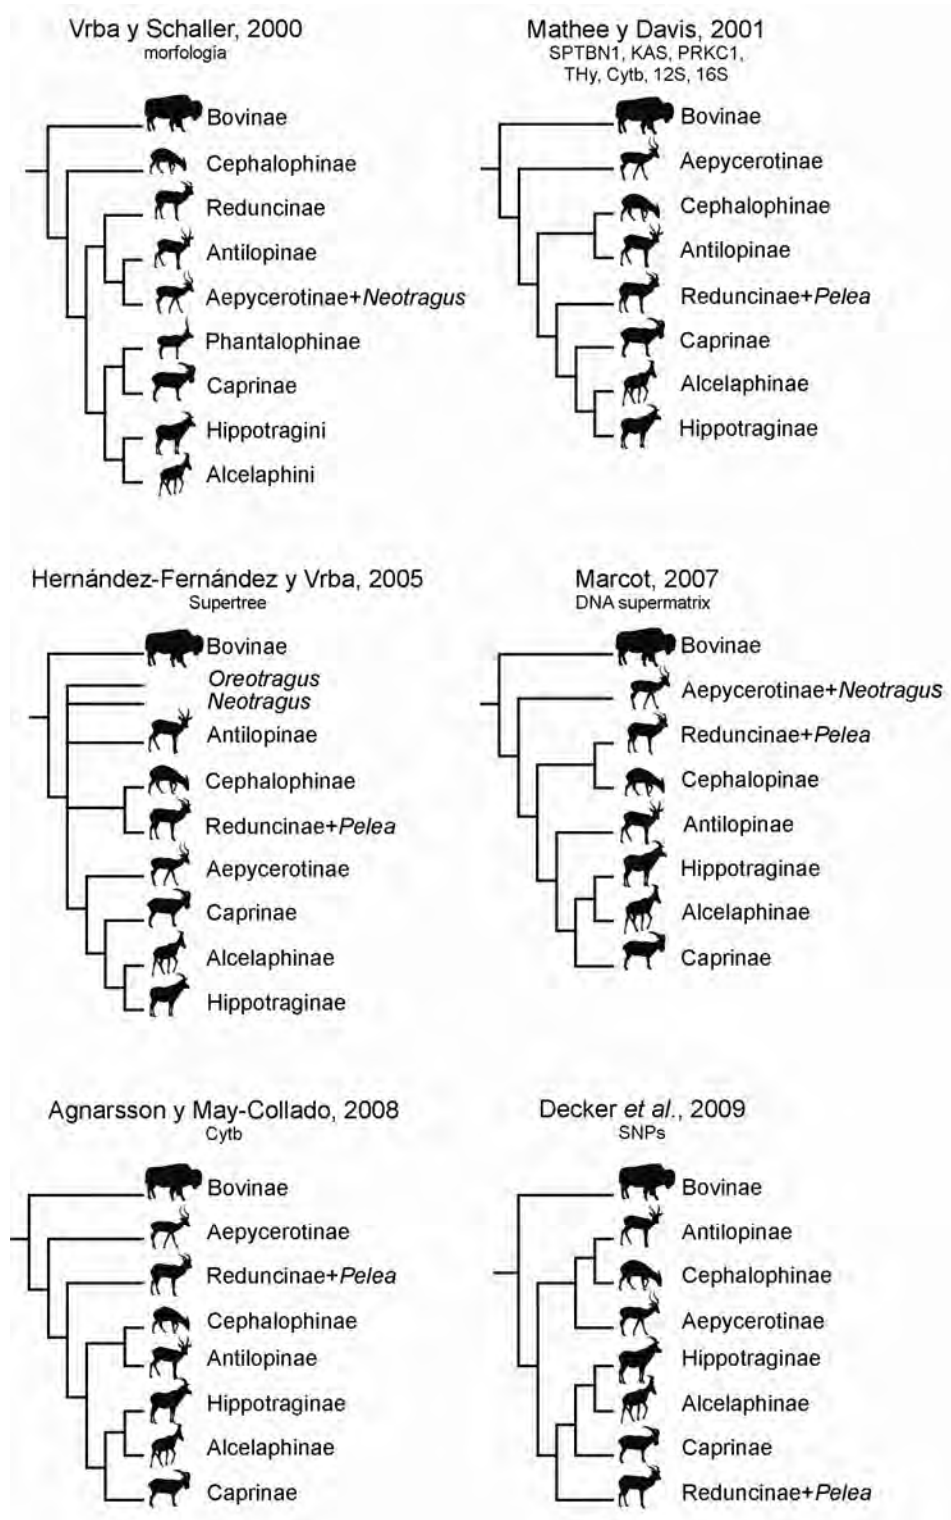 Vrba y Schaller, 2000
morfología
Bovinae
Cephalophinae
Reduncinae
Antilopinae
Aepycerotinae+Neotragus
Phantalophinae
Caprinae
Hippotragini
Alcelaphini
Mathee y Davis, 2001
SPTBN1, KAS, PRKC1,
THy, Cytb, 12S, 16S
Bovinae
Aepycerotinae
Cephalophinae
Antilopinae
Reduncinae+Pelea
Caprinae
Alcelaphinae
Hippotraginae
Hernández-Fernández y Vrba, 2005
Supertree
Bovinae
Oreotragus
Neotragus
Antilopinae
Cephalophinae
Reduncinae+Pelea
Aepycerotinae
Caprinae
Alcelaphinae
Hippotraginae
Marcot, 2007
DNA supermatrix
Bovinae
Aepycerotinae+Neotragus
Reduncinae+Pelea
Cephalopinae
Antilopinae
Hippotraginae
Alcelaphinae
Caprinae
Agnarsson y May-Collado, 2008
Cytb
Bovinae
Aepycerotinae
Reduncinae+Pelea
Cephalophinae
Antilopinae
Hippotraginae
Alcelaphinae
Caprinae
Decker et al., 2009
SNPs
Bovinae
Antilopinae
Cephalophinae
Aepycerotinae
Hippotraginae
Alcelaphinae
Caprinae
Reduncinae+Pelea